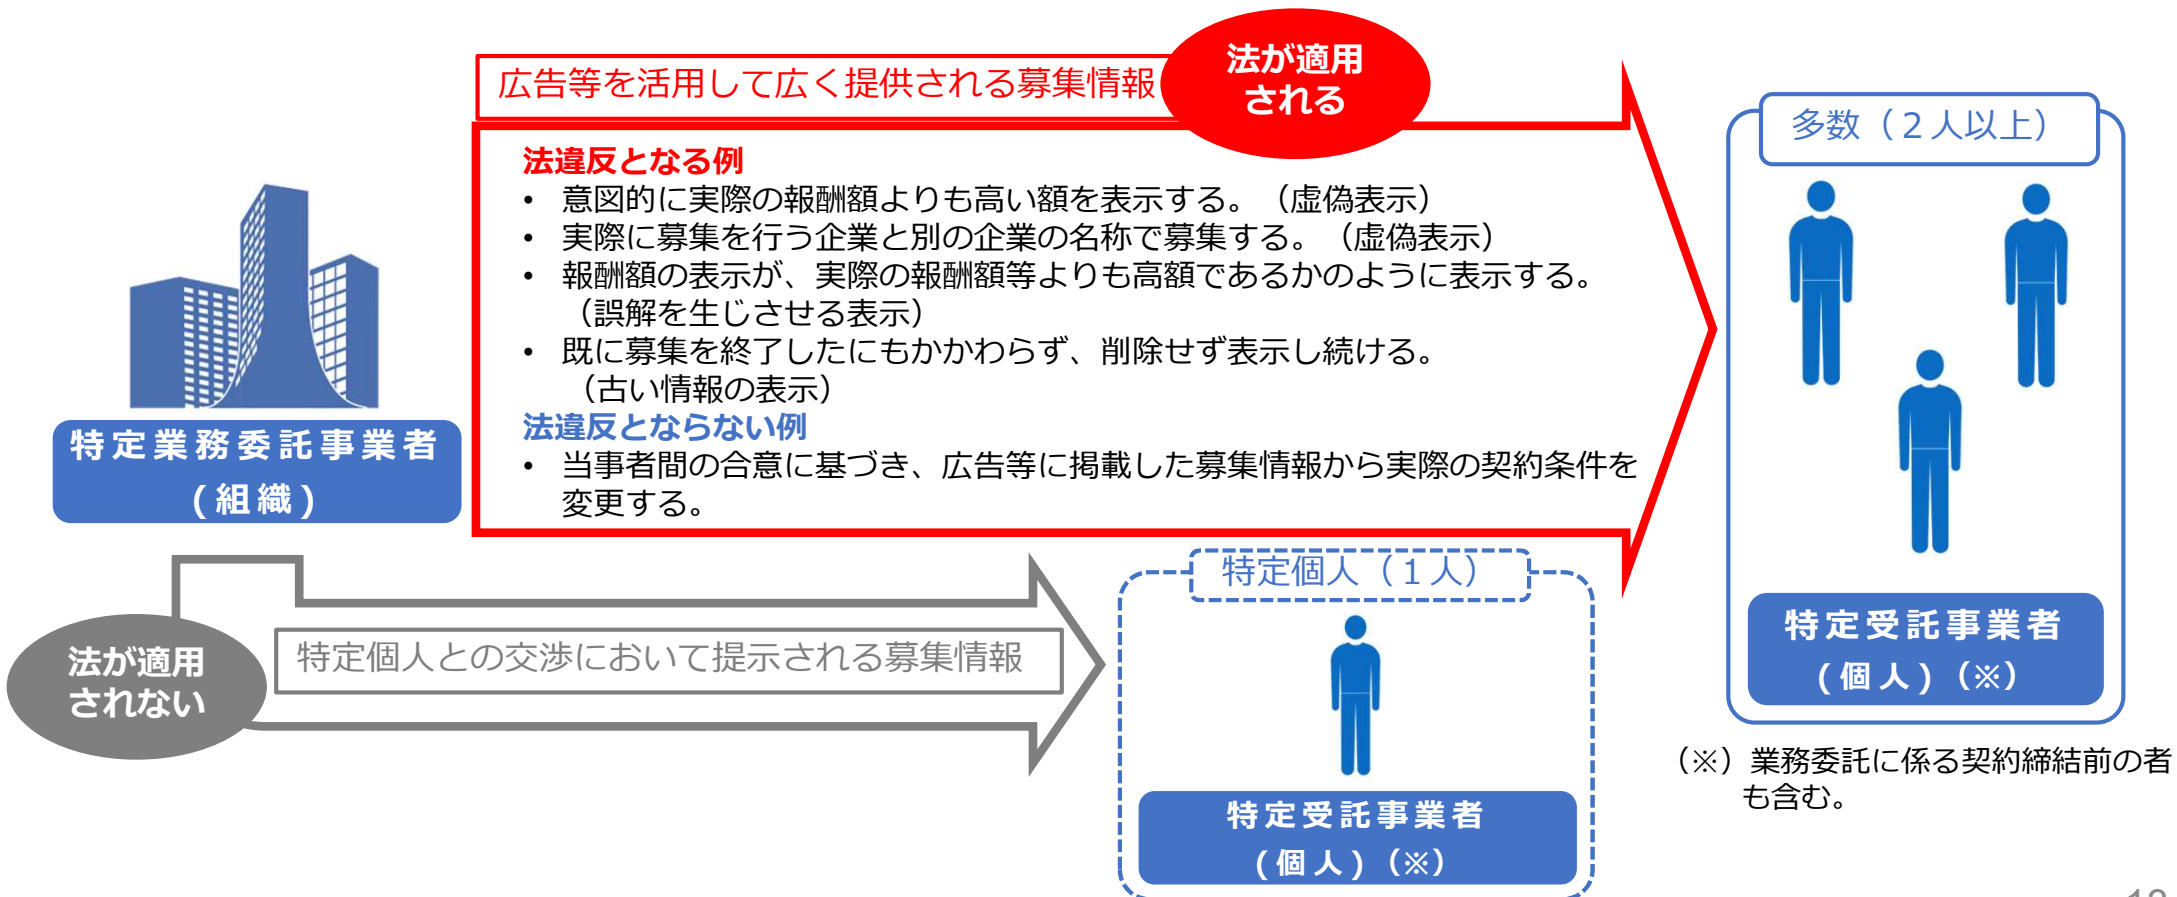 広告等を活用して広く提供される募集情報
法が適用
される
法違反となる例
• 意図的に実際の報酬額よりも高い額を表示する。（虚偽表示）
• 実際に募集を行う企業と別の企業の名称で募集する。（虚偽表示）
• 報酬額の表示が、実際の報酬額等よりも高額であるかのように表示する。
（誤解を生じさせる表示）
• 既に募集を終了したにもかかわらず、削除せず表示し続ける。
（古い情報の表示）
法違反とならない例
• 当事者間の合意に基づき、広告等に掲載した募集情報から実際の契約条件を
変更する。
特定業務委託事業者
(組織)
多数（２人以上）
特定受託事業者
(個人)（※）
（※）業務委託に係る契約締結前の者
も含む。
法が適用
されない
特定個人との交渉において提示される募集情報
特定個人（１人）
特定受託事業者
(個人)（※）